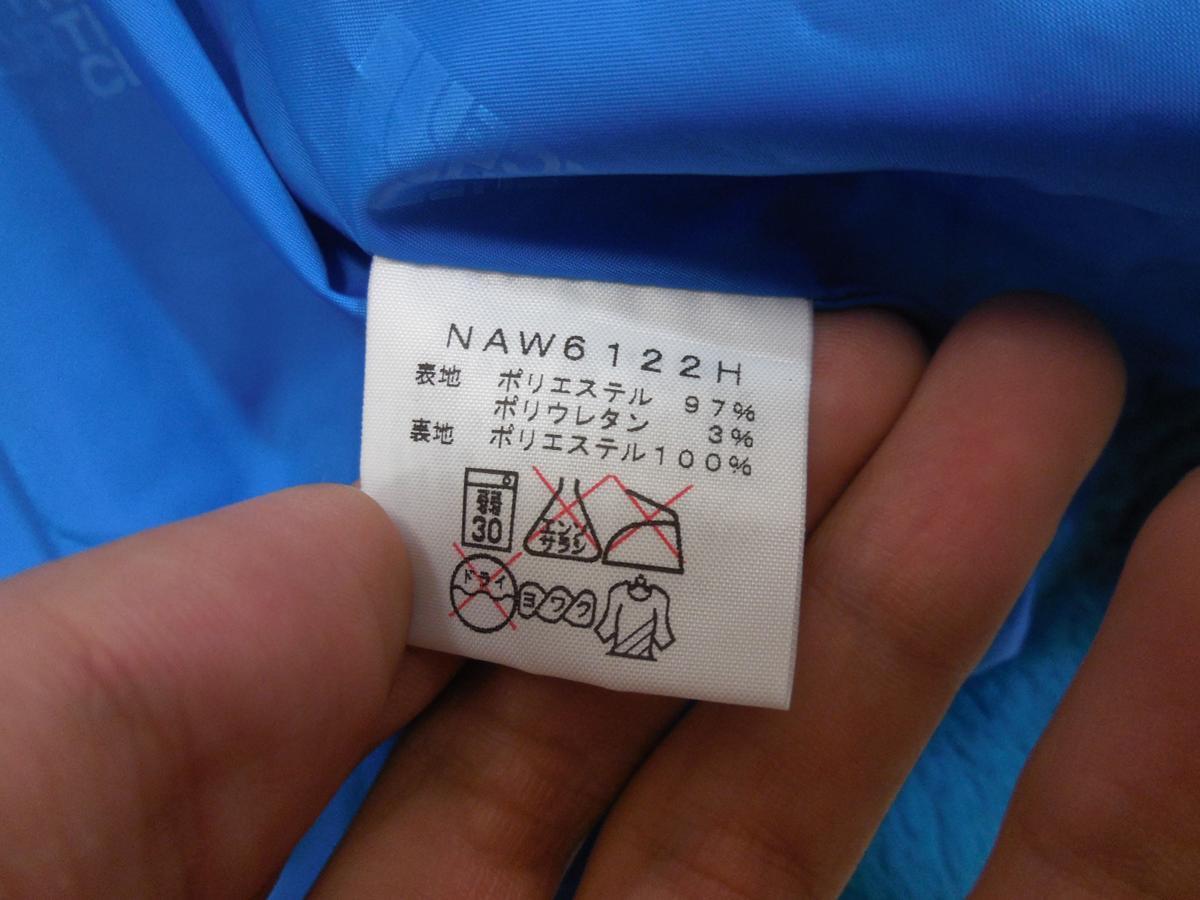 NAW6122H
表地 ポリエステル 97%
ポリウレタン 3%
裏地 ポリエステル100%
弱
30
エンソ
サラシ
ドライ
ヨワク